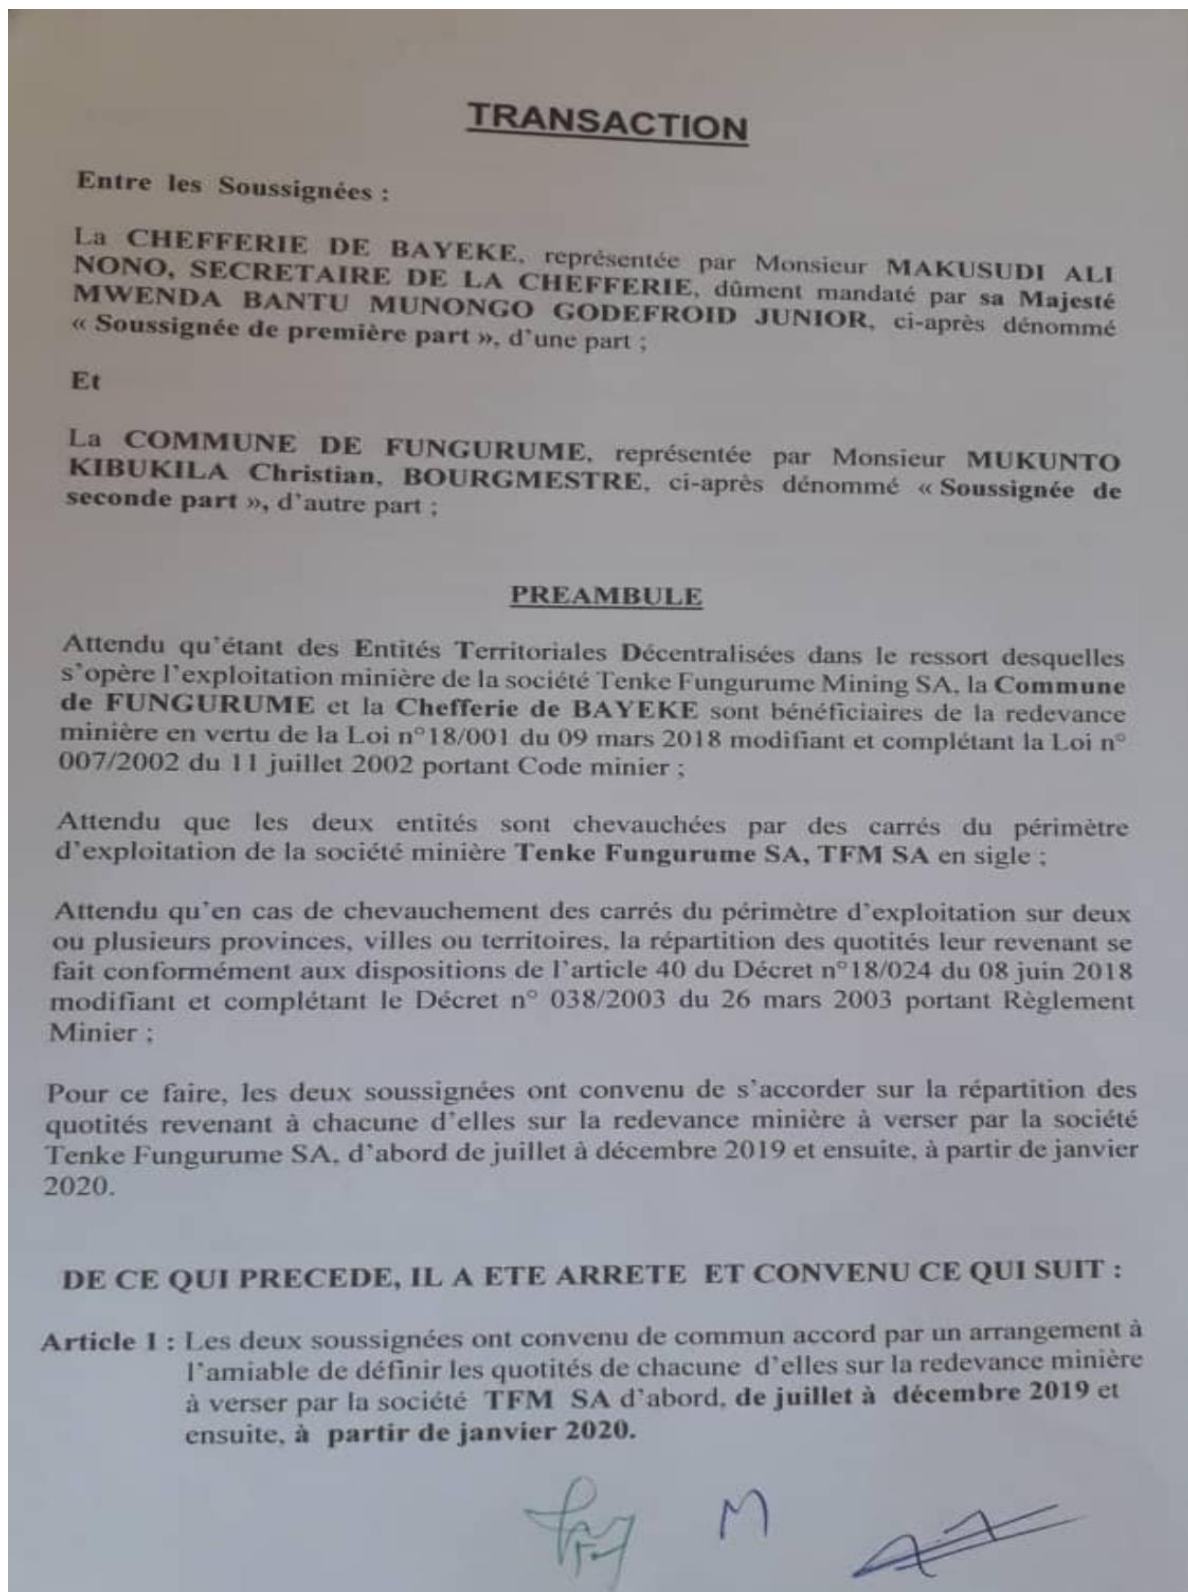 TRANSACTION
Entre les Soussignées :
La CHEFFERIE DE BAYEKE, représentée par Monsieur MAKUSUDI ALI
NONO, SECRETAIRE DE LA CHEFFERIE, dûment mandaté par sa Majesté
MWENDA BANTU MUNONGO GODEFROID JUNIOR, ci-après dénommé
« Soussignée de première part », d'une part ;
Et
La COMMUNE DE FUNGURUME, représentée par Monsieur MUKUNTO
KIBUKILA Christian, BOURGMESTRE, ci-après dénommé « Soussignée de
seconde part », d'autre part ;
PREAMBULE
Attendu qu'étant des Entités Territoriales Décentralisées dans le ressort desquelles
s'opère l'exploitation minière de la société Tenke Fungurume Mining SA, la Commune
de FUNGURUME et la Chefferie de BAYEKE sont bénéficiaires de la redevance
minière en vertu de la Loi n°18/001 du 09 mars 2018 modifiant et complétant la Loi n°
007/2002 du 11 juillet 2002 portant Code minier ;
Attendu que les deux entités sont chevauchées par des carrés du périmètre
d'exploitation de la société minière Tenke Fungurume SA, TFM SA en sigle ;
Attendu qu'en cas de chevauchement des carrés du périmètre d'exploitation sur deux
ou plusieurs provinces, villes ou territoires, la répartition des quotités leur revenant se
fait conformément aux dispositions de l'article 40 du Décret n°18/024 du 08 juin 2018
modifiant et complétant le Décret n° 038/2003 du 26 mars 2003 portant Règlement
Minier ;
Pour ce faire, les deux soussignées ont convenu de s'accorder sur la répartition des
quotités revenant à chacune d'elles sur la redevance minière à verser par la société
Tenke Fungurume SA, d'abord de juillet à décembre 2019 et ensuite, à partir de janvier
2020.
DE CE QUI PRECEDE, IL A ETE ARRETE ET CONVENU CE QUI SUIT :
Article 1 : Les deux soussignées ont convenu de commun accord par un arrangement à
l'amiable de définir les quotités de chacune d'elles sur la redevance minière
à verser par la société TFM SA d'abord, de juillet à décembre 2019 et
ensuite, à partir de janvier 2020.
M